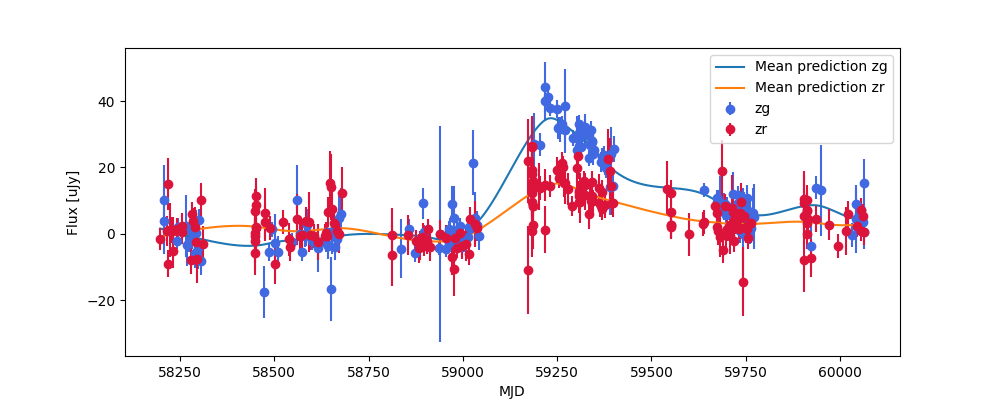 Mean prediction zg
Mean prediction zr
zg
zr
Flux [uJy]
40
20
0
−20
58250
58500
58750
59000
59250
59500
59750
60000
MJD